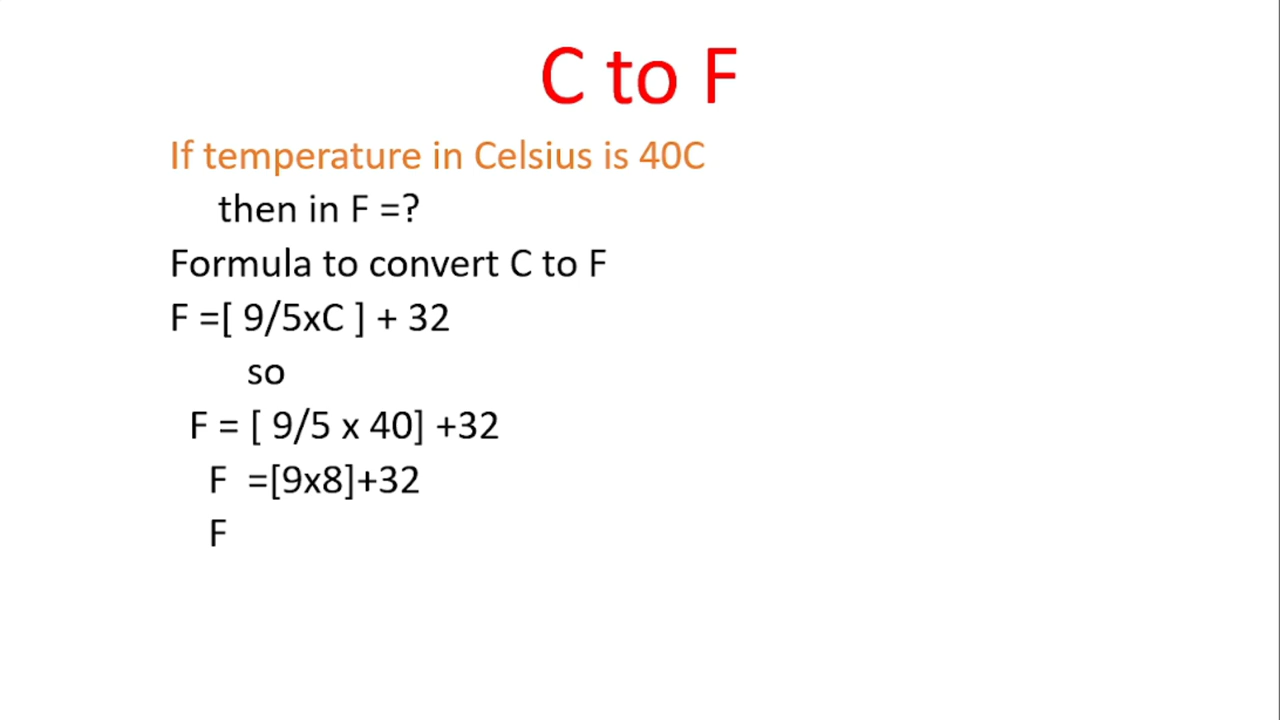 C to F
If temperature in Celsius is 40C
then in F =?
Formula to convert C to F
F =[ 9/5xC ] + 32
so
F = [ 9/5 x 40] +32
F =[9x8]+32
F